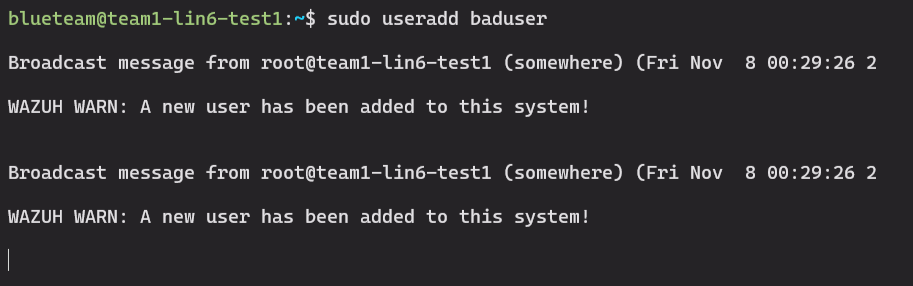 blueteam@team1-lin6-test1:~$ sudo useradd baduser
Broadcast message from root@team1-lin6-test1 (somewhere) (Fri Nov  8 00:29:26 2
WAZUH WARN: A new user has been added to this system!
Broadcast message from root@team1-lin6-test1 (somewhere) (Fri Nov  8 00:29:26 2
WAZUH WARN: A new user has been added to this system!